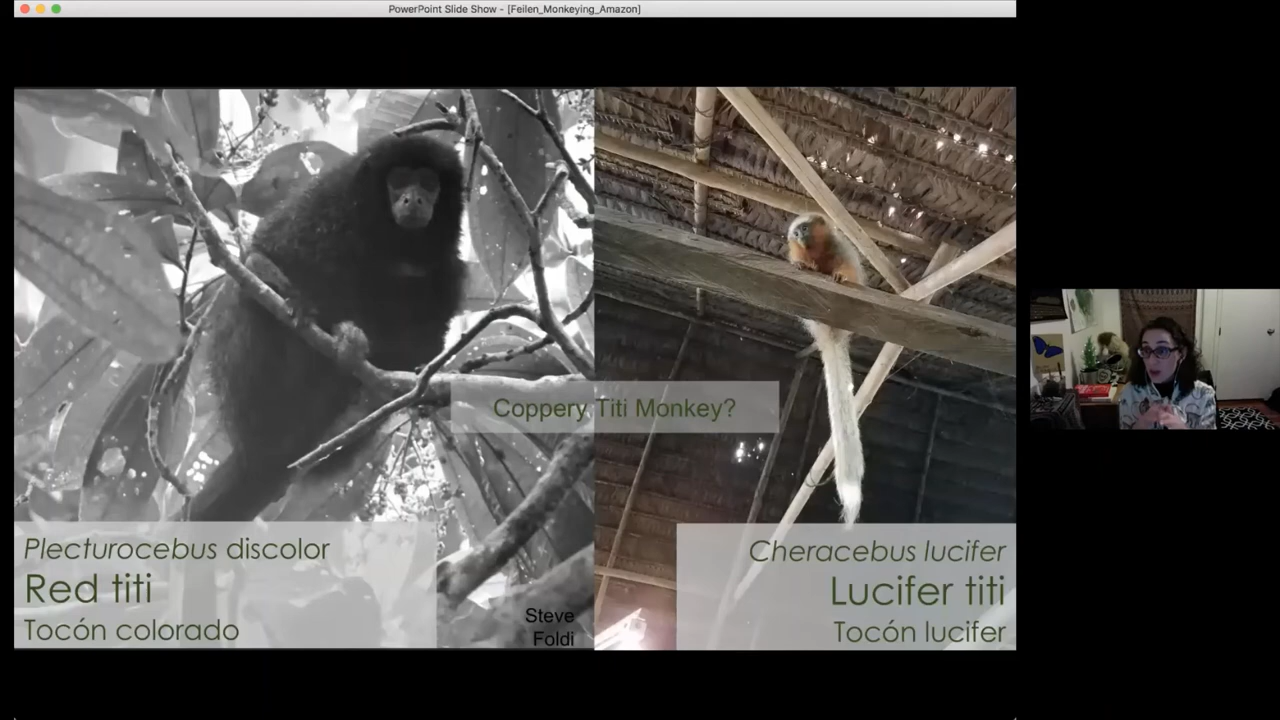 PowerPoint Slide Show - [Feilen_Monkeying_Amazon]
Coppery Titi Monkey?
Plecturocebus discolor
Red titi
Tocón colorado
Steve
Foldi
Cheracebus lucifer
Lucifer titi
Tocón lucifer